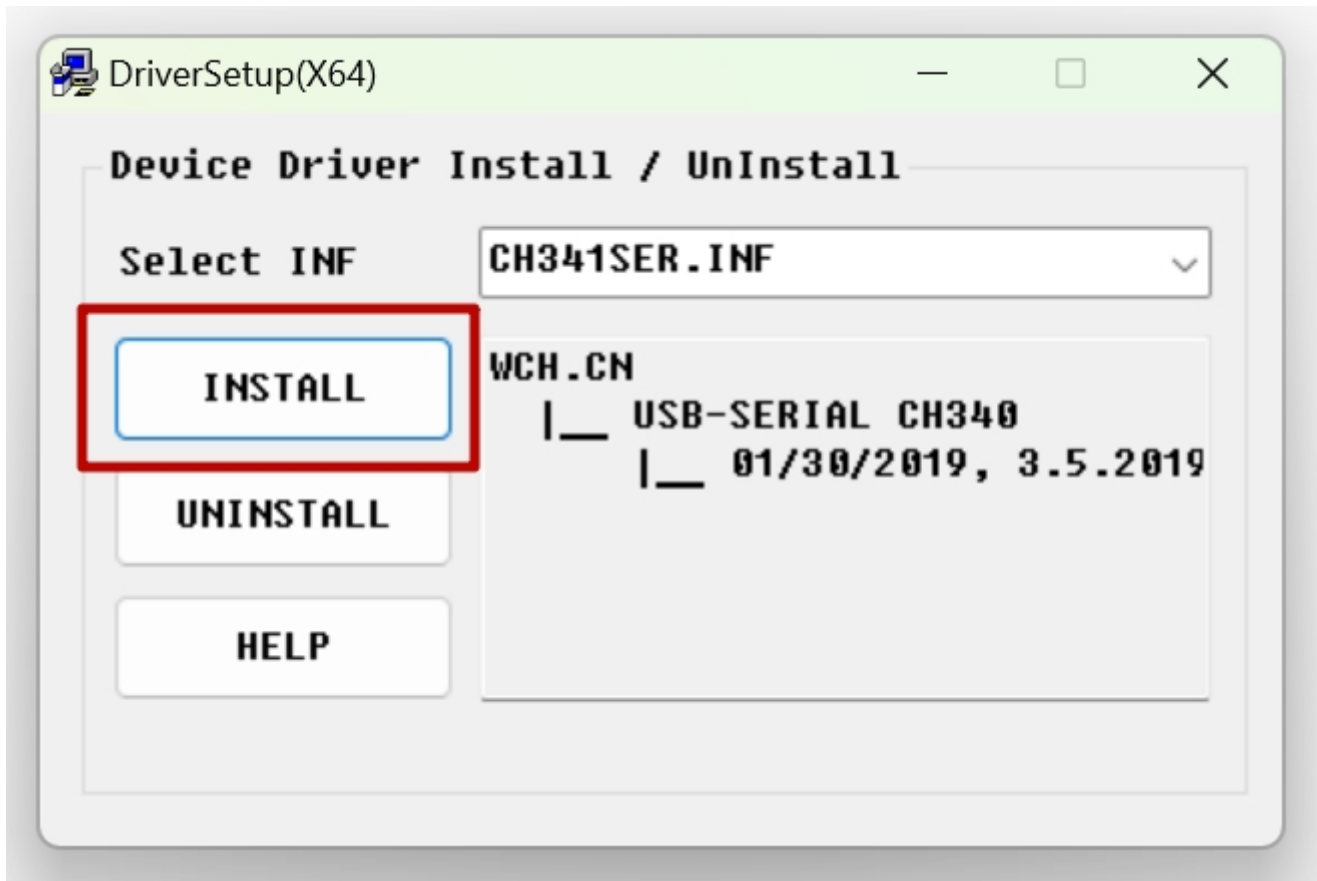 DriverSetup(X64)
Device Driver Install / UnInstall
Select INF
CH341SER.INF
INSTALL
WCH.CN
|__ USB-SERIAL CH340
|__ 01/30/2019, 3.5.2019
UNINSTALL
HELP